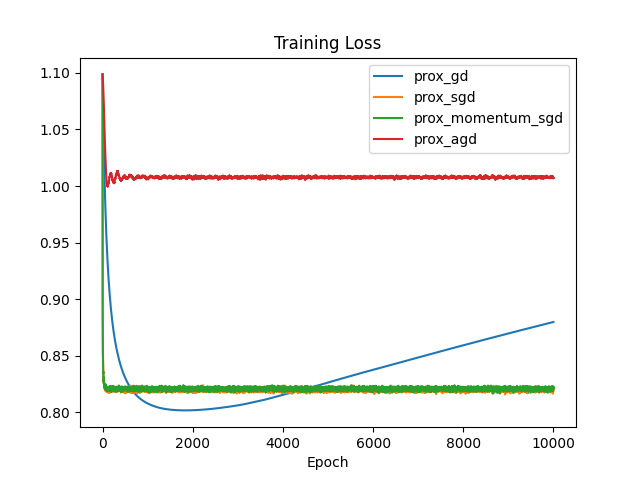 Training Loss
1.10
1.05
1.00
0.95
0.90
0.85
0.80
prox_gd
prox_sgd
prox_momentum_sgd
prox_agd
0 2000 4000 6000 8000 10000
Epoch